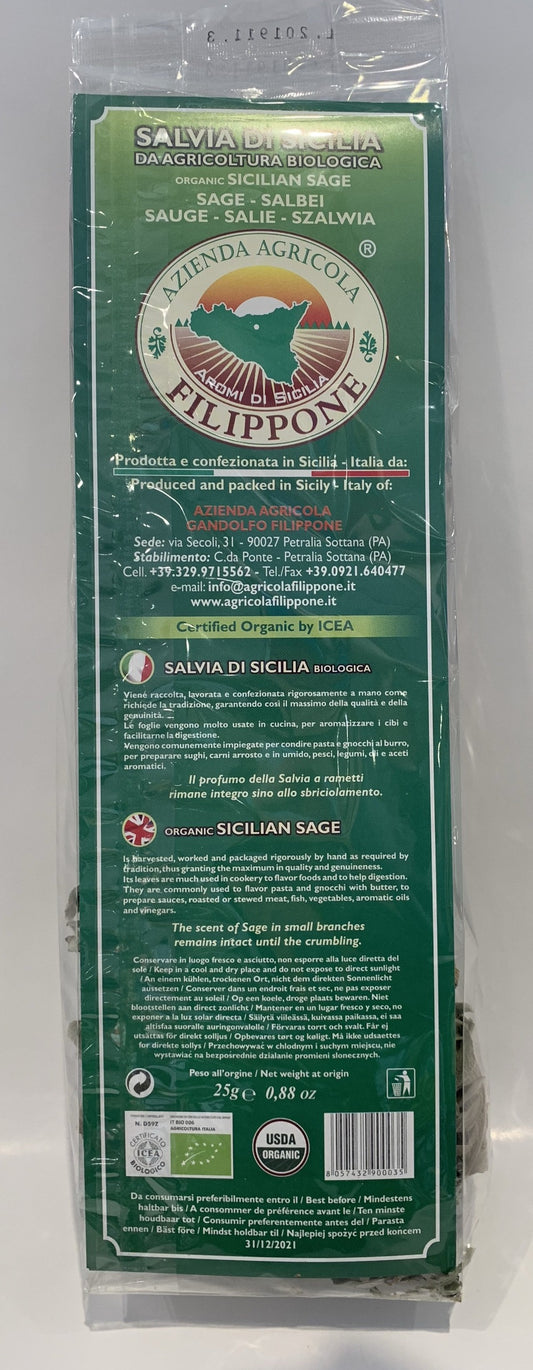 L. 201911.3
SALVIA DI SICILIA
DA AGRICOLTURA BIOLOGICA
ORGANIC SICILIAN SAGE
SAGE - SALBEI
SAUGE - SALIE - SZALWIA
AZIENDA AGRICOLA
®
AROMI DI SICILIA
FILIPPONE
Prodotta e confezionata in Sicilia - Italia da:
Produced and packed in Sicily - Italy of:
AZIENDA AGRICOLA
GANDOLFO FILIPPONE
Sede: via Secoli, 31 - 90027 Petralia Sottana (PA)
Stabilimento: C.da Ponte - Petralia Sottana (PA)
Cell. +39.329.9715562 - Tel./Fax +39.0921.640477
e-mail: info@agricolafilippone.it
www.agricolafilippone.it
Certified Organic by ICEA
SALVIA DI SICILIA BIOLOGICA
Viene raccolta, lavorata e confezionata rigorosamente a mano come
richiede la tradizione, garantendo così il massimo della qualità e della
genuinità.
Le foglie vengono molto usate in cucina, per aromatizzare i cibi e
facilitarne la digestione.
Vengono comunemente impiegate per condire pasta e gnocchi al burro,
per preparare sughi, carni arrosto e in umido, pesci, legumi, oli e aceti
aromatici.
Il profumo della Salvia a rametti
rimane integro sino allo sbriciolamento.
ORGANIC SICILIAN SAGE
Is harvested, worked and packaged rigorously by hand as required by
tradition, thus granting the maximum in quality and genuineness.
Its leaves are much used in cookery to flavor foods and to help digestion.
They are commonly used to flavor pasta and gnocchi with butter, to
prepare sauces, roasted or stewed meat, fish, vegetables, aromatic oils
and vinegars.
The scent of Sage in small branches
remains intact until the crumbling.
Conservare in luogo fresco e asciutto, non esporre alla luce diretta del
sole / Keep in a cool and dry place and do not expose to direct sunlight
/ An einem kühlen, trockenen Ort, nicht dem direkten Sonnenlicht
aussetzen / Conserver dans un endroit frais et sec, ne pas exposer
directement au soleil / Op een koele, droge plaats bewaren. Niet
blootstellen aan direct zonlicht / Mantener en un lugar fresco y seco, no
exponer a la luz solar directa / Säilytä viileässä, kuivassa paikassa, ei saa
altisfaa suoralle auringonvalolle / Förvaras torrt och svalt. Får ej
utsättas för direkt solljus / Opbevares tørt og køligt. Må ikke udsaettes
for direkte sollys / Przechowywać w chłodnym i suchym miejscu, nie
wystawiać na bezpośrednie działanie promieni słonecznych.
Peso all'origine / Net weight at origin
25g e 0,88 oz
N. D592
CERTIFICATO
ICEA
BIOLOGICO
IT BIO 006
AGRICOLTURA ITALIA
USDA
ORGANIC
8 057432 900035
Da consumarsi preferibilmente entro il / Best before / Mindestens
haltbar bis / A consommer de préférence avant le / Ten minste
houdbaar tot / Consumir preferentemente antes del / Parasta
ennen / Bäst före / Mindst holdbar til / Najlepiej spożyć przed końcem
31/12/2021